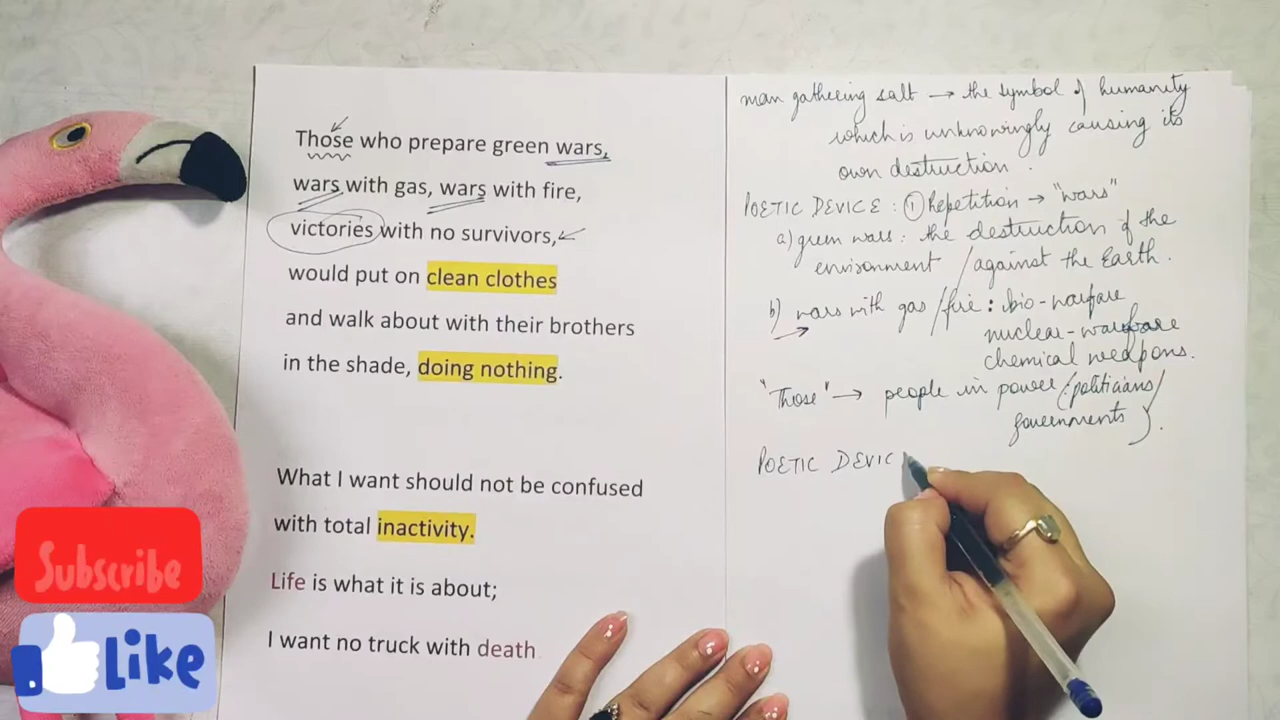 Those who prepare green wars,
wars with gas, wars with fire,
victories with no survivors,
would put on clean clothes
and walk about with their brothers
in the shade, doing nothing.
What I want should not be confused
with total inactivity.
Life is what it is about;
I want no truck with death
man gathering salt → the symbol of humanity
which is unknowingly causing its
own destruction.
POETIC DEVICE: ① Repetition → "wars"
a) green wars: the destruction of the
environment / against the Earth.
b) wars with gas/fire: bio-warfare
nuclear-warfare
chemical weapons.
"Those" → people in power (politicians/
governments).
POETIC DEVIC
Subscribe
Like